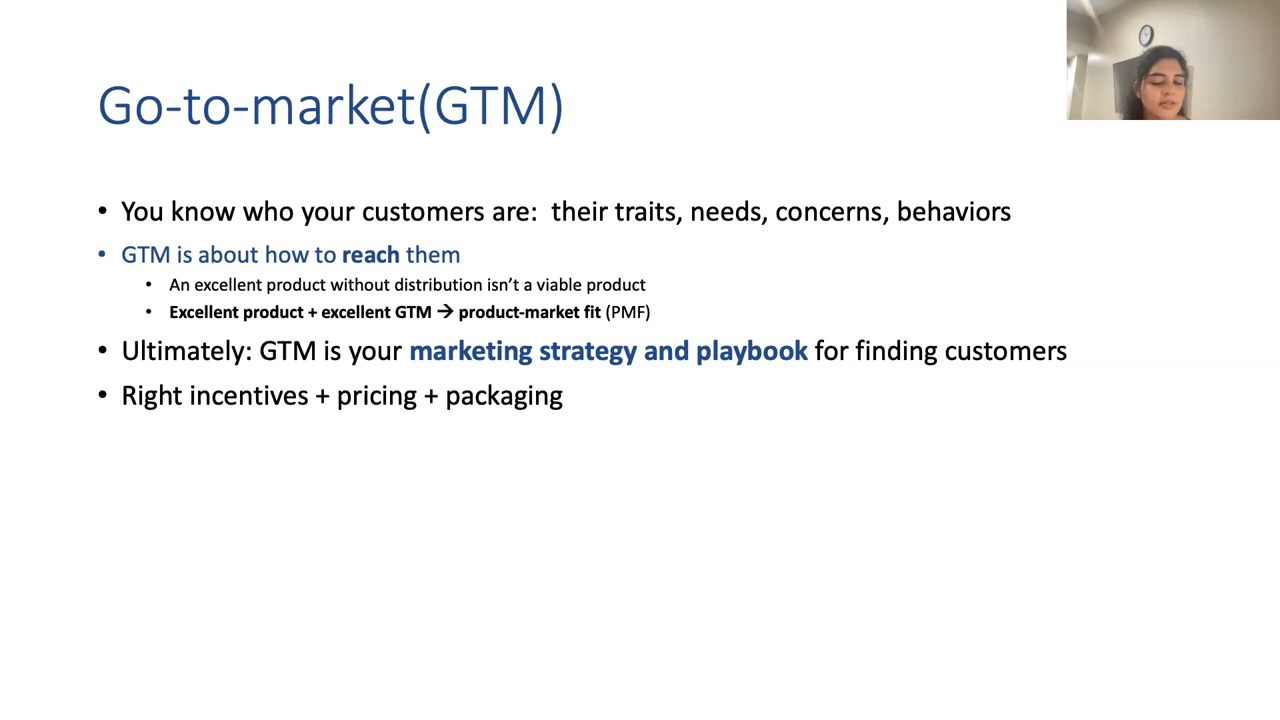 Go-to-market(GTM)
• You know who your customers are:  their traits, needs, concerns, behaviors
• GTM is about how to reach them
• An excellent product without distribution isn’t a viable product
• Excellent product + excellent GTM → product-market fit (PMF)
• Ultimately: GTM is your marketing strategy and playbook for finding customers
• Right incentives + pricing + packaging